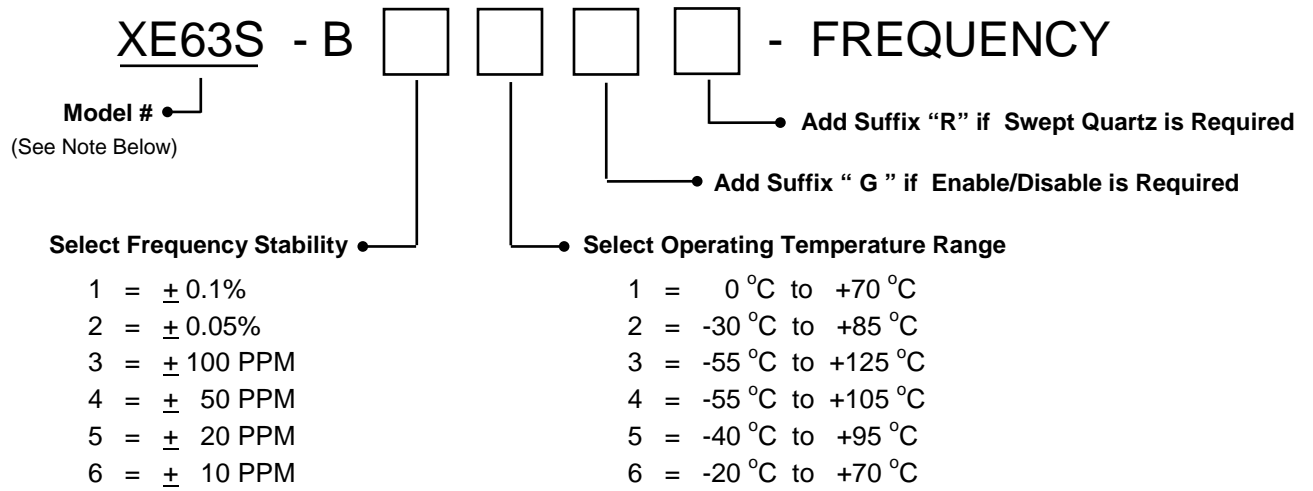 XE63S - B - FREQUENCY
Model #
(See Note Below)
Add Suffix “R” if Swept Quartz is Required
Add Suffix “ G ” if Enable/Disable is Required
Select Frequency Stability
1 = ± 0.1%
2 = ± 0.05%
3 = ± 100 PPM
4 = ± 50 PPM
5 = ± 20 PPM
6 = ± 10 PPM
Select Operating Temperature Range
1 = 0 °C to +70 °C
2 = -30 °C to +85 °C
3 = -55 °C to +125 °C
4 = -55 °C to +105 °C
5 = -40 °C to +95 °C
6 = -20 °C to +70 °C